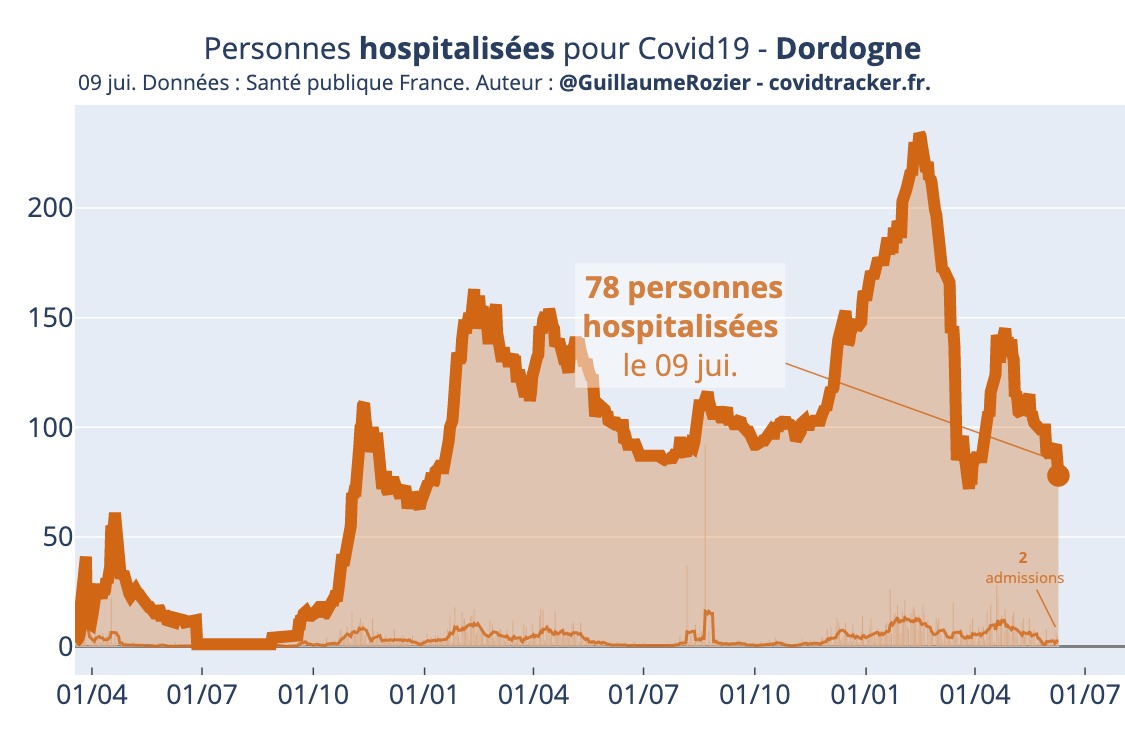 Personnes hospitalisées pour Covid19 - Dordogne
09 jui. Données : Santé publique France. Auteur : @GuillaumeRozier - covidtracker.fr.
200
150
100
50
0
78 personnes
hospitalisées
le 09 jui.
2
admissions
01/04 01/07 01/10 01/01 01/04 01/07 01/10 01/01 01/04 01/07